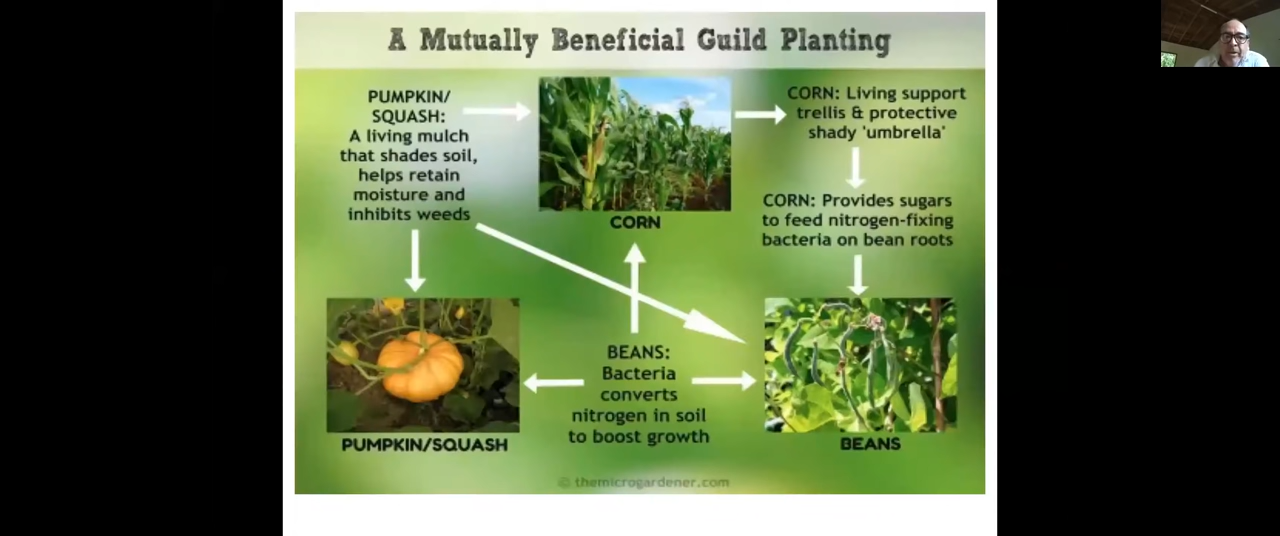 A Mutually Beneficial Guild Planting
PUMPKIN/
SQUASH:
A living mulch
that shades soil,
helps retain
moisture and
inhibits weeds
CORN
CORN: Living support
trellis & protective
shady 'umbrella'
CORN: Provides sugars
to feed nitrogen-fixing
bacteria on bean roots
PUMPKIN/SQUASH
BEANS:
Bacteria
converts
nitrogen in soil
to boost growth
BEANS
© themicrogardener.com